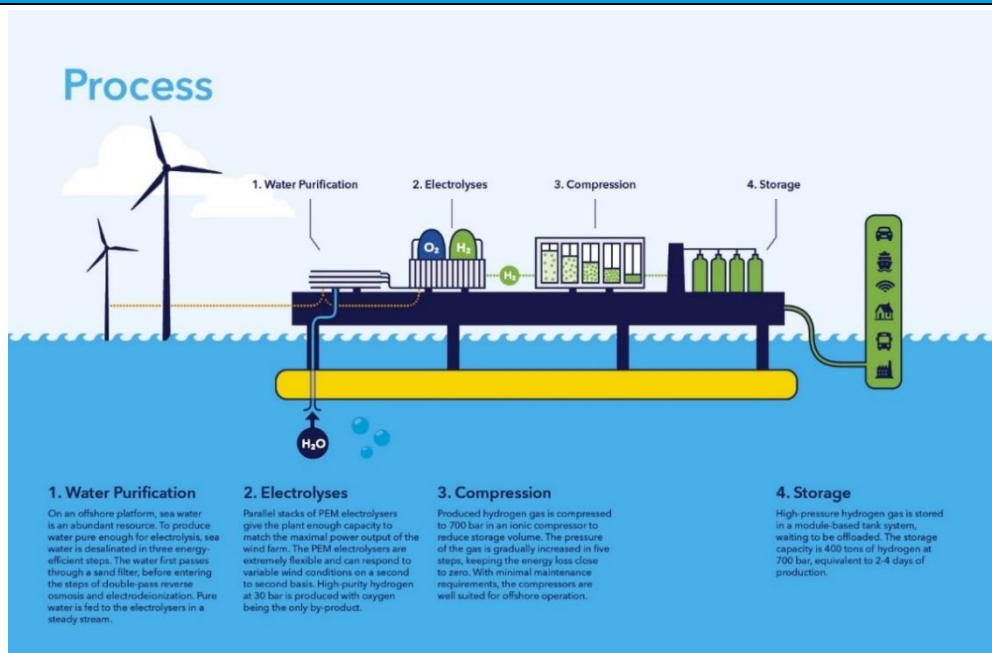 Process
1. Water Purification
2. Electrolyses
3. Compression
4. Storage
O₂
H₂
H₂
H₂O
1. Water Purification
On an offshore platform, sea water
is an abundant resource. To produce
water pure enough for electrolysis, sea
water is desalinated in three energy-
efficient steps. The water first passes
through a sand filter, before entering
the steps of double-pass reverse
osmosis and electrodeionization. Pure
water is fed to the electrolysers in a
steady stream.
2. Electrolyses
Parallel stacks of PEM electrolysers
give the plant enough capacity to
match the maximal power output of the
wind farm. The PEM electrolysers are
extremely flexible and can respond to
variable wind conditions on a second
to second basis. High-purity hydrogen
at 30 bar is produced with oxygen
being the only by-product.
3. Compression
Produced hydrogen gas is compressed
to 700 bar in an ionic compressor to
reduce storage volume. The pressure
of the gas is gradually increased in five
steps, keeping the energy loss close
to zero. With minimal maintenance
requirements, the compressors are
well suited for offshore operation.
4. Storage
High-pressure hydrogen gas is stored
in a module-based tank system,
waiting to be offloaded. The storage
capacity is 400 tons of hydrogen at
700 bar, equivalent to 2-4 days of
production.